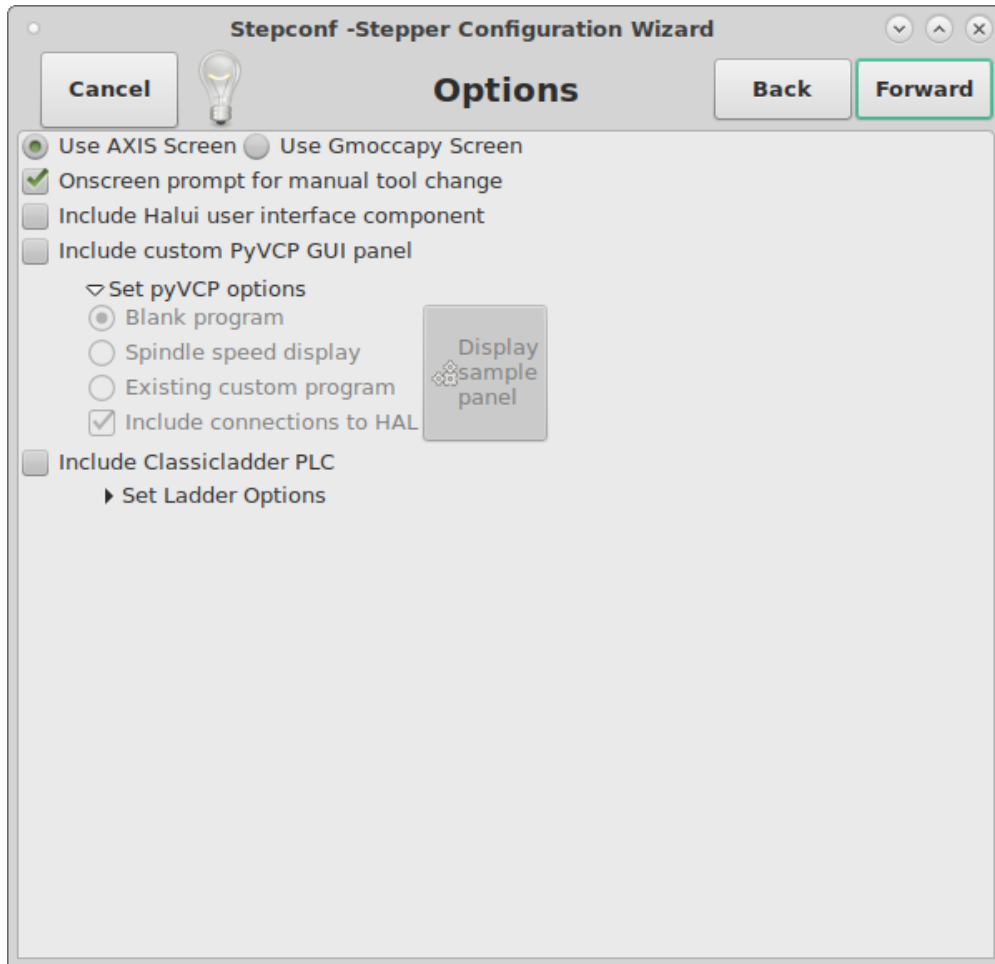 Stepconf -Stepper Configuration Wizard
Cancel
Options
Back
Forward
Use AXIS Screen
Use Gmoccapy Screen
Onscreen prompt for manual tool change
Include Halui user interface component
Include custom PyVCP GUI panel
Set pyVCP options
Blank program
Spindle speed display
Existing custom program
Include connections to HAL
Display
sample
panel
Include Classicladder PLC
Set Ladder Options